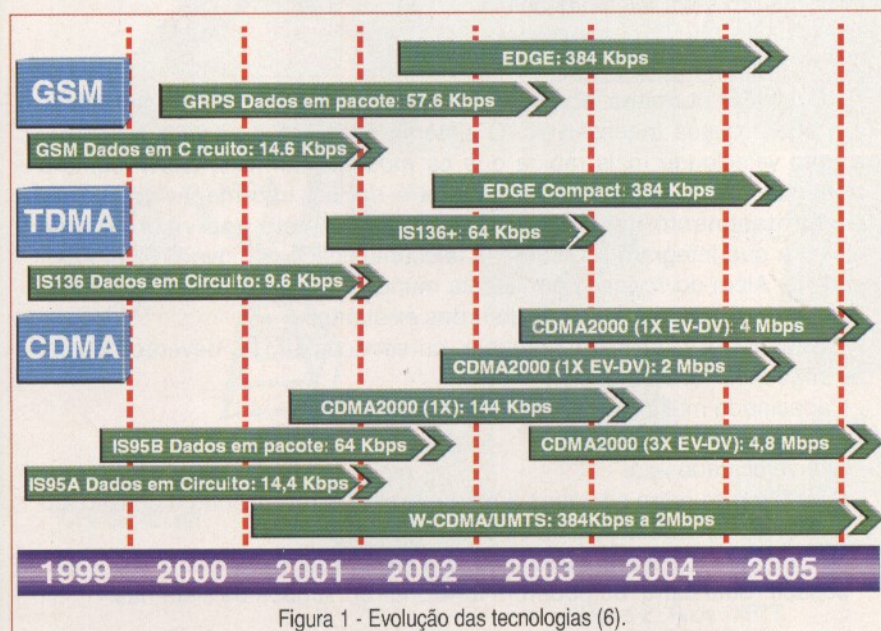 GSM
EDGE: 384 Kbps
GRPS Dados em pacote: 57.6 Kbps
GSM Dados em C rcuito: 14.6 Kbps
TDMA
EDGE Compact: 384 Kbps
IS136+: 64 Kbps
IS136 Dados em Circuito: 9.6 Kbps
CDMA
CDMA2000 (1X EV-DV): 4 Mbps
CDMA2000 (1X EV-DV): 2 Mbps
CDMA2000 (1X): 144 Kbps
IS95B Dados em pacote: 64 Kbps
CDMA2000 (3X EV-DV): 4,8 Mbps
IS95A Dados em Circuito: 14,4 Kbps
W-CDMA/UMTS: 384Kbps a 2Mbps
1999 2000 2001 2002 2003 2004 2005
Figura 1 - Evolução das tecnologias (6).